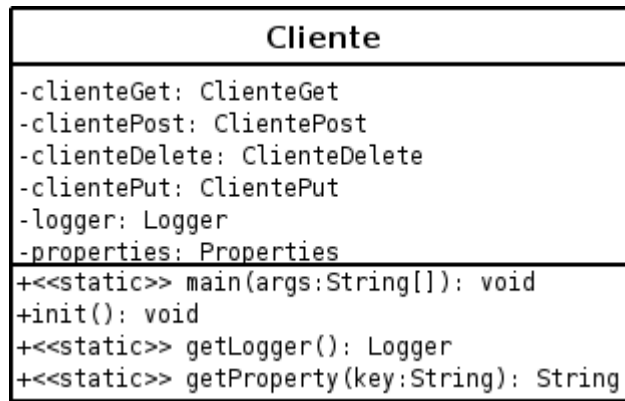 Cliente
-clienteGet: ClienteGet
-clientePost: ClientePost
-clienteDelete: ClienteDelete
-clientePut: ClientePut
-logger: Logger
-properties: Properties
+<<static>> main(args:String[]): void
+init(): void
+<<static>> getLogger(): Logger
+<<static>> getProperty(key:String): String